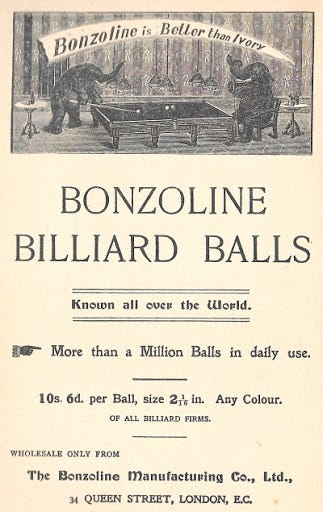 Bonzoline is Better than Ivory
BONZOLINE
BILLIARD BALLS
Known all over the World.
More than a Million Balls in daily use.
10s. 6d. per Ball, size 2 1/16 in. Any Colour.
OF ALL BILLIARD FIRMS.
WHOLESALE ONLY FROM
The Bonzoline Manufacturing Co., Ltd.,
34 QUEEN STREET, LONDON, E.C.